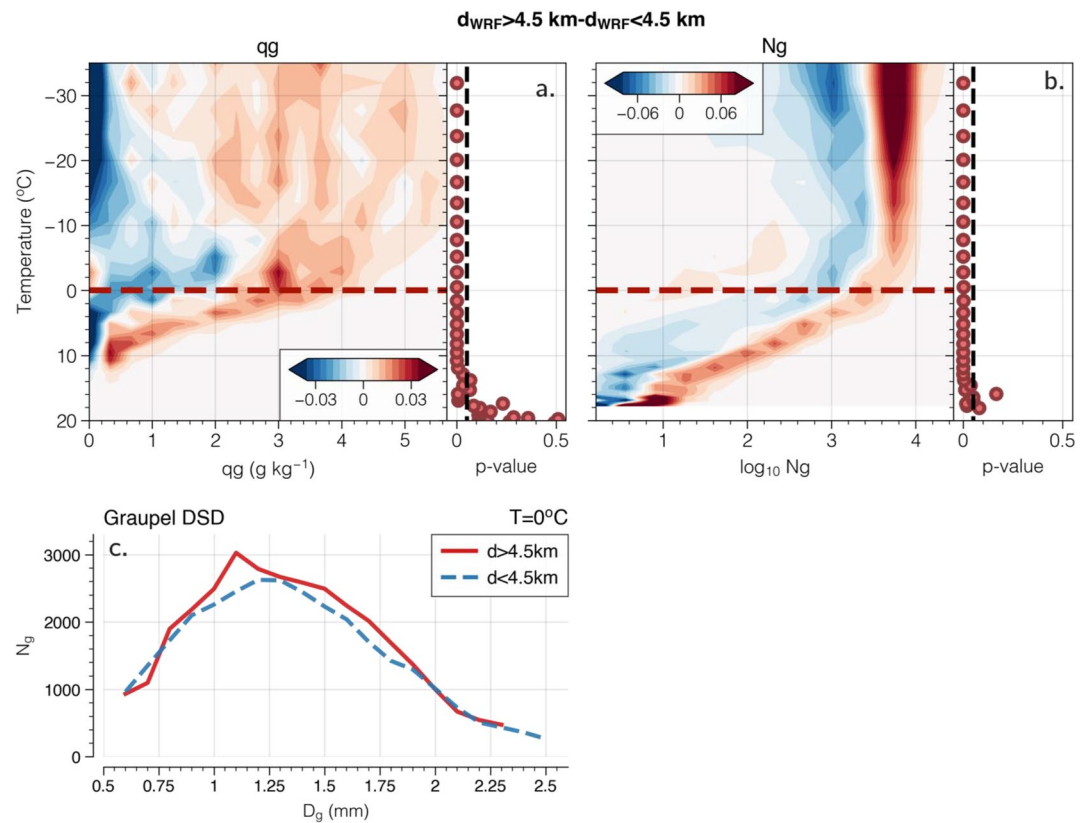 dWRF>4.5 km-dWRF<4.5 km
qg
Ng
a.
b.
−0.06 0 0.06
−0.03 0 0.03
Temperature (°C)
−30
−20
−10
0
10
20
0 1 2 3 4 5
0 0.5
1 2 3 4
0 0.5
qg (g kg⁻¹)
p-value
log₁₀ Ng
p-value
Graupel DSD
T=0°C
c.
d>4.5km
d<4.5km
Ng
3000
2000
1000
0
0.5 0.75 1 1.25 1.5 1.75 2 2.25 2.5
Dg (mm)